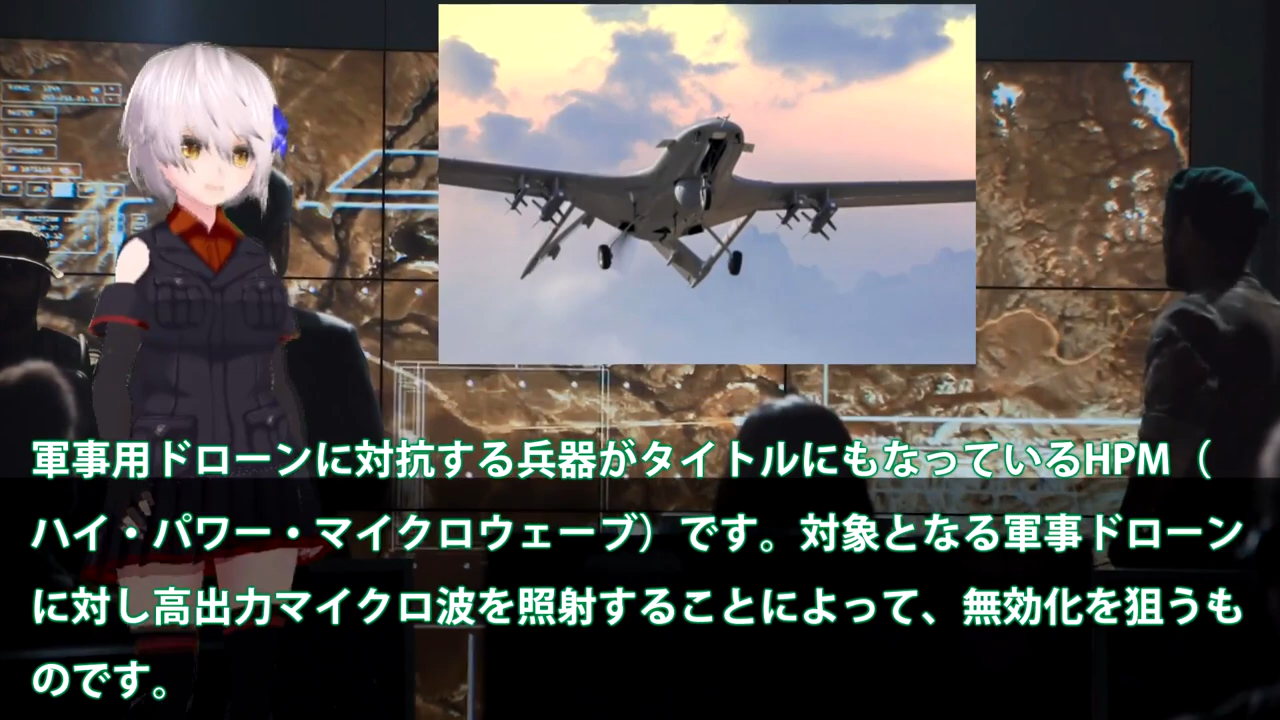 軍事用ドローンに対抗する兵器がタイトルにもなっているHPM（
ハイ・パワー・マイクロウェーブ）です。対象となる軍事ドローン
に対し高出力マイクロ波を照射することによって、無効化を狙うも
のです。